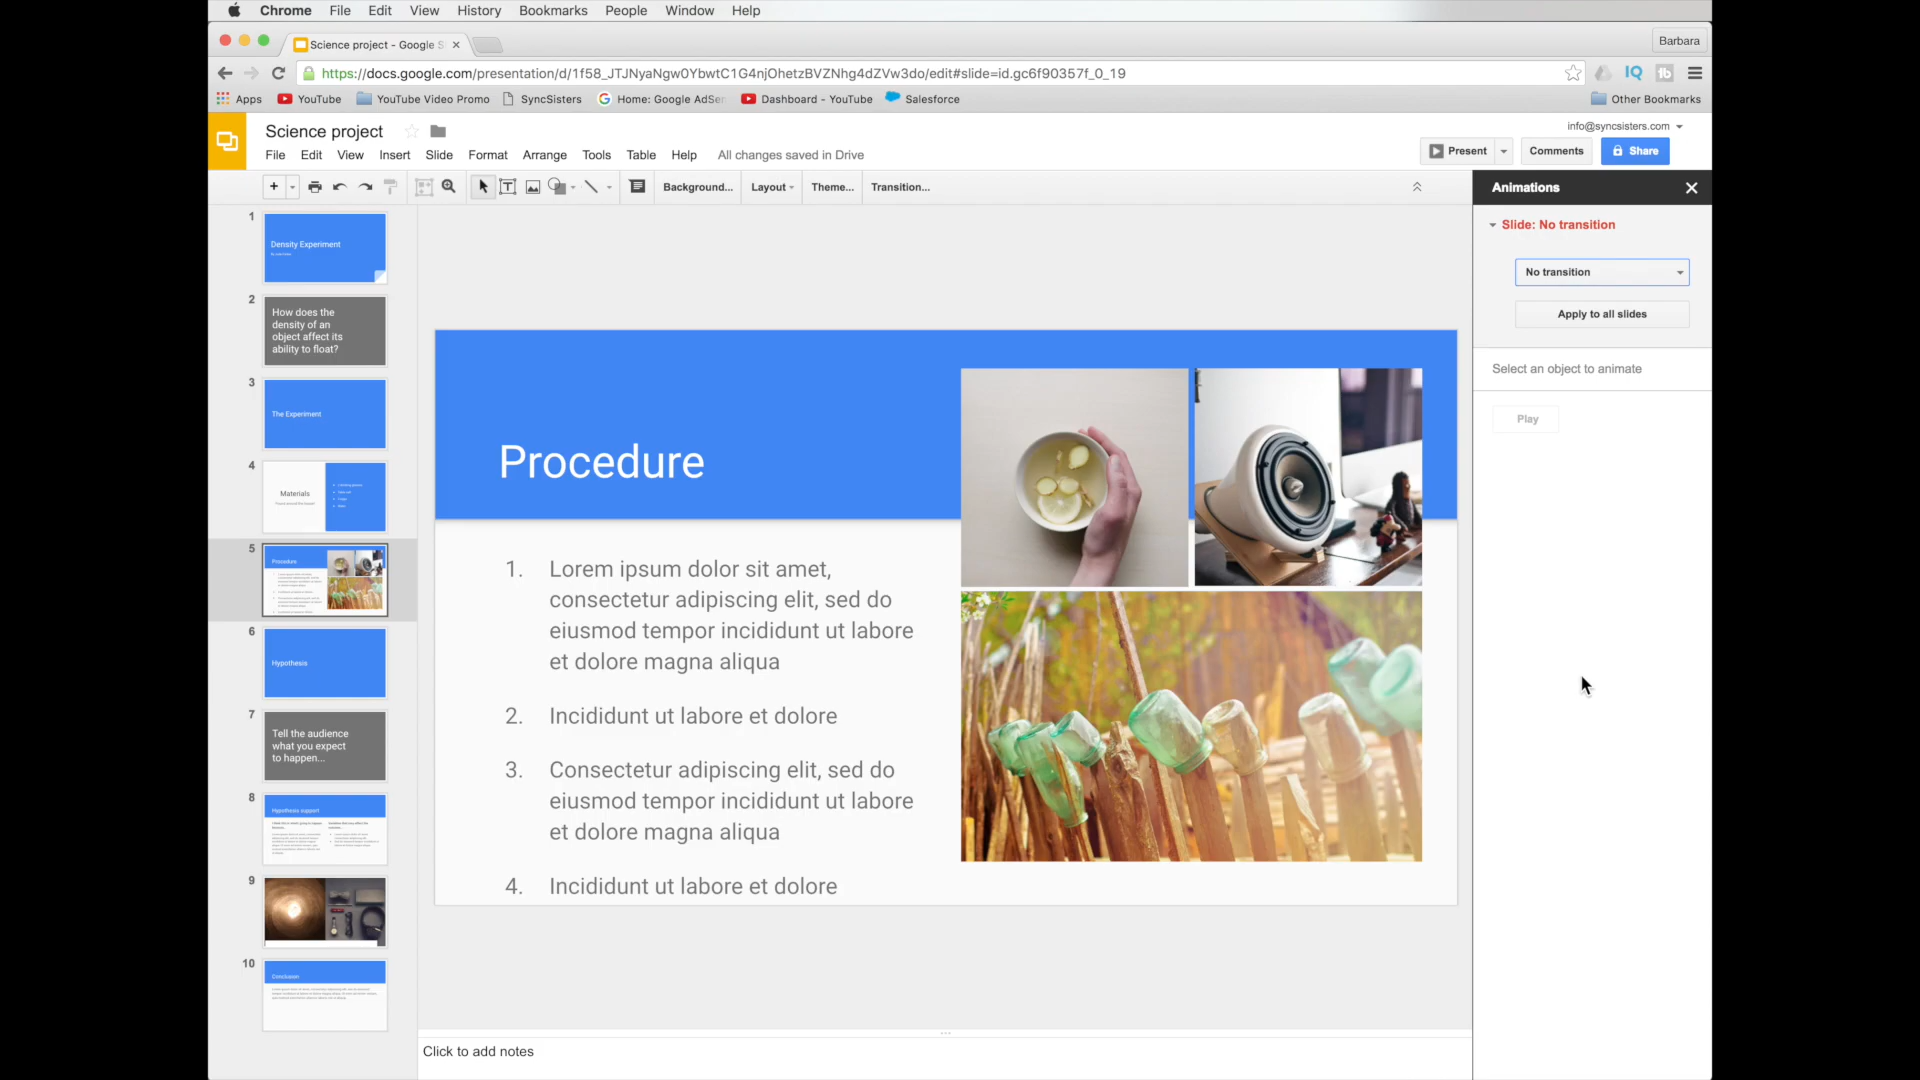 Chrome File Edit View History Bookmarks People Window Help
Science project - Google S
Barbara
https://docs.google.com/presentation/d/1f58_JTJNyaNgw0YbwtC1G4njOhetzBVZNhg4dZVw3do/edit#slide=id.gc6f90357f_0_19
Apps YouTube YouTube Video Promo SyncSisters Home: Google AdSen Dashboard - YouTube Salesforce Other Bookmarks
Science project
info@syncsisters.com
File Edit View Insert Slide Format Arrange Tools Table Help All changes saved in Drive
Present Comments Share
Background... Layout Theme... Transition...
Animations
Slide: No transition
No transition
Apply to all slides
Select an object to animate
Play
1
Density Experiment
2
How does the
density of an
object affect its
ability to float?
3
The Experiment
4
Materials
5
Procedure
6
Hypothesis
7
Tell the audience
what you expect
to happen...
8
Hypothesis support
9
10
Conclusion
Procedure
1. Lorem ipsum dolor sit amet,
consectetur adipiscing elit, sed do
eiusmod tempor incididunt ut labore
et dolore magna aliqua
2. Incididunt ut labore et dolore
3. Consectetur adipiscing elit, sed do
eiusmod tempor incididunt ut labore
et dolore magna aliqua
4. Incididunt ut labore et dolore
Click to add notes